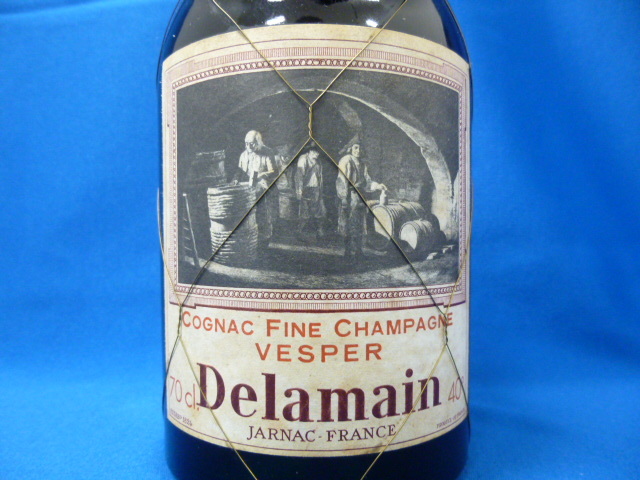 COGNAC FINE CHAMPAGNE
VESPER
70 cl. Delamain 40°
JARNAC-FRANCE